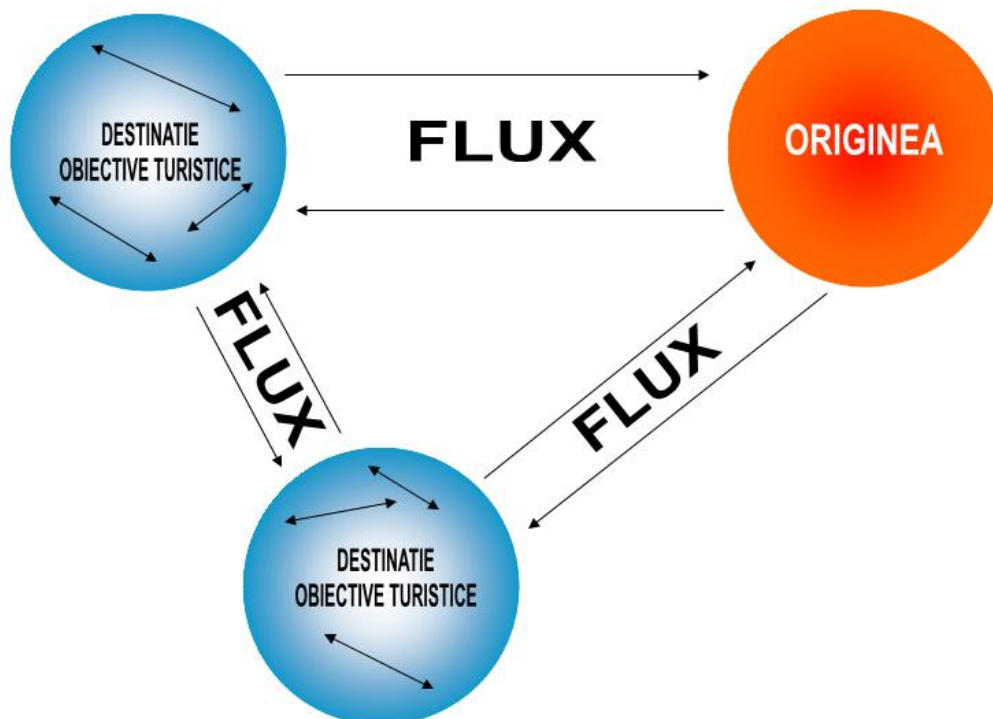 DESTINATIE
OBIECTIVE TURISTICE
FLUX
ORIGINEA
FLUX
FLUX
DESTINATIE
OBIECTIVE TURISTICE